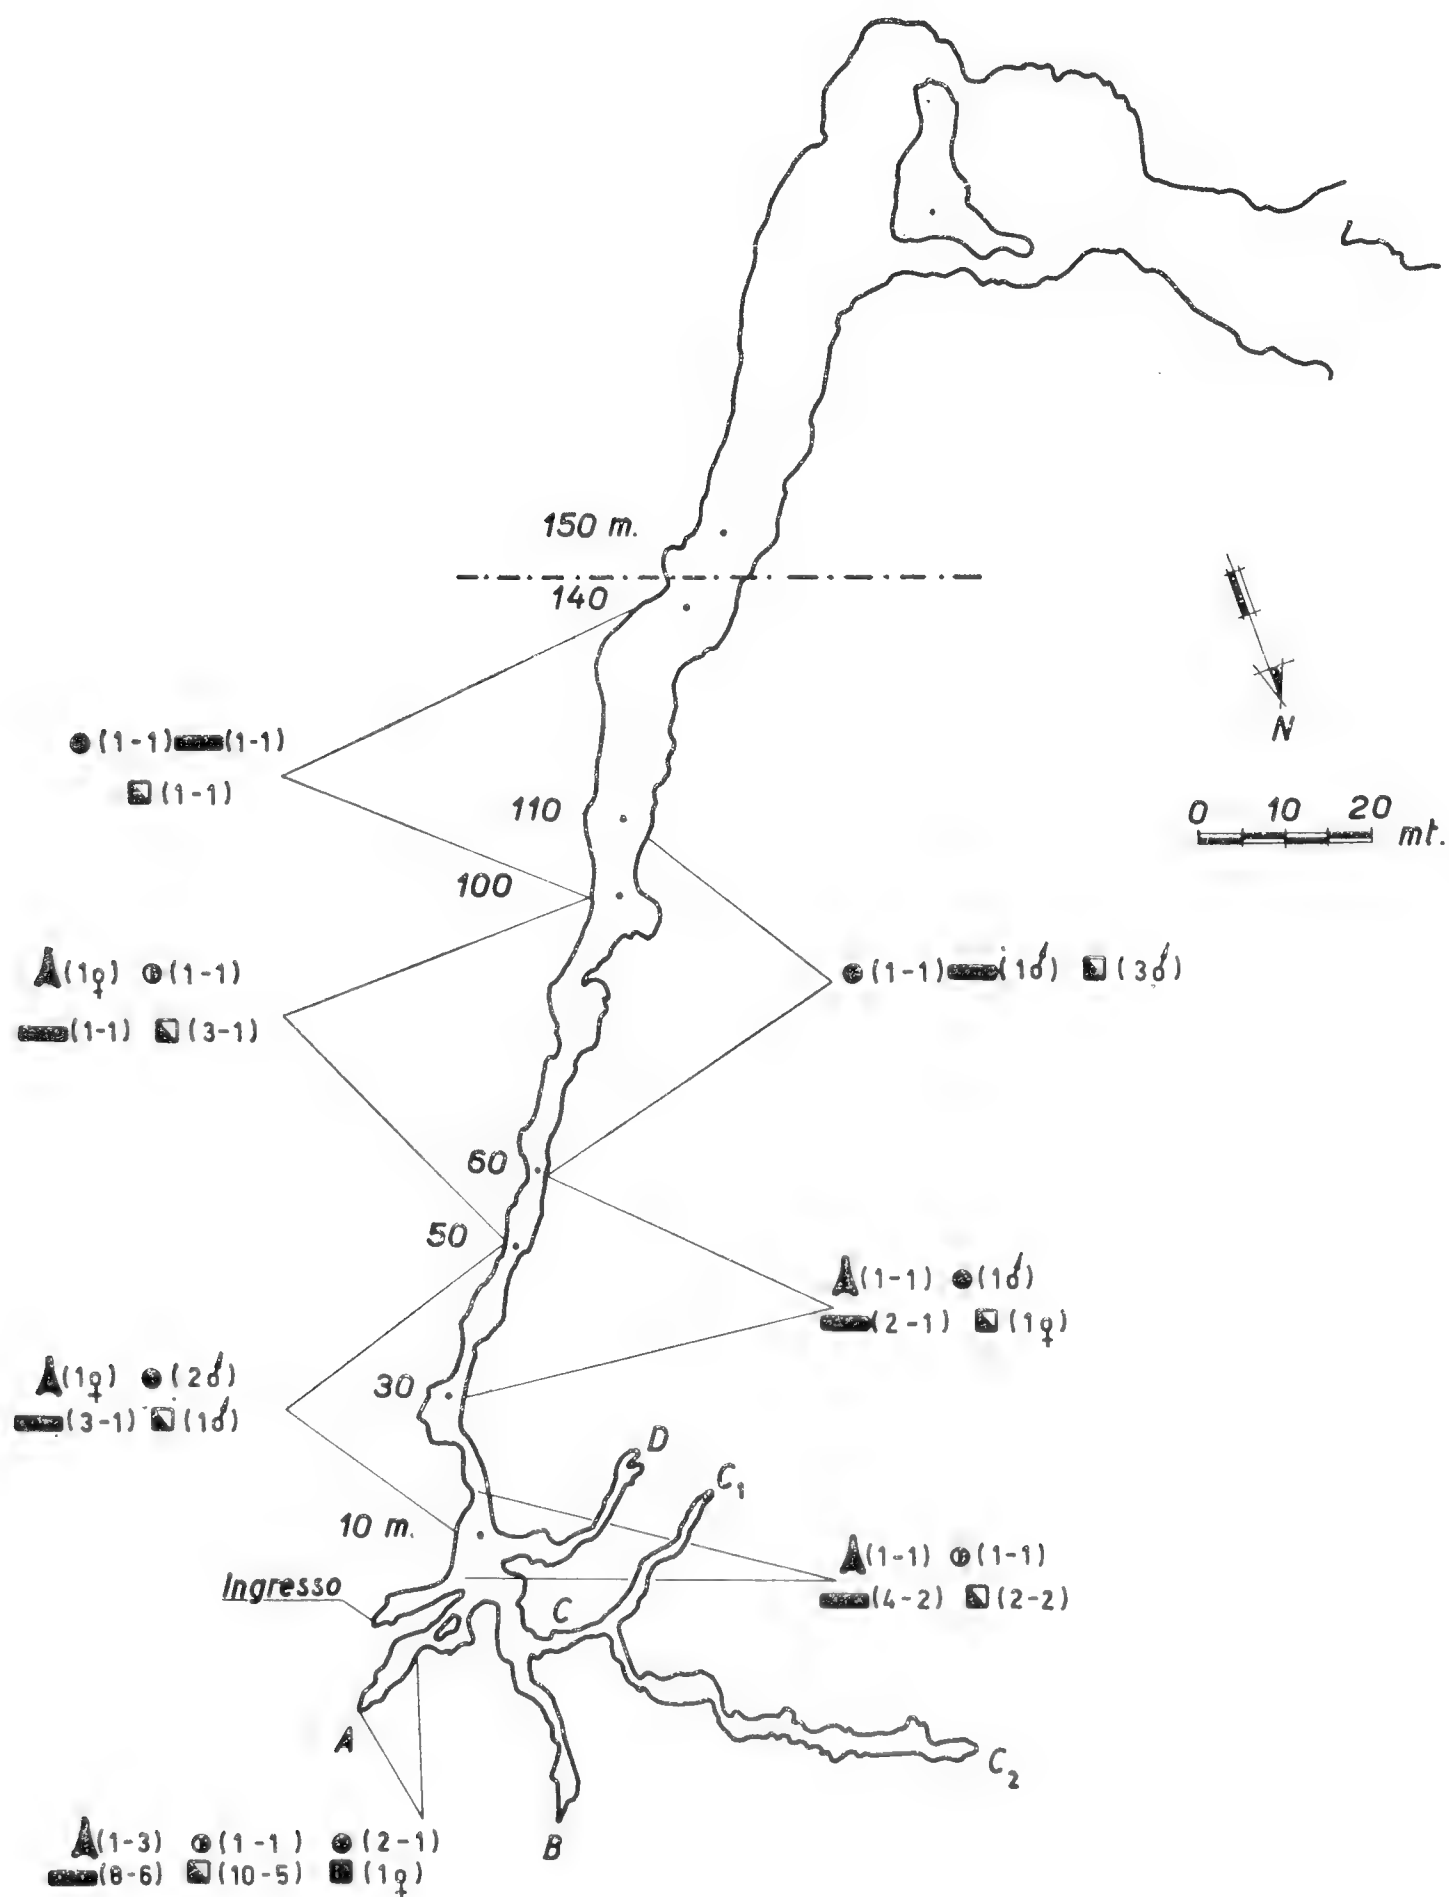 150 m.
140
N
(1-1) (1-1)
(1-1)
110
0 10 20 mt.
100
(1♀) (1-1)
(1-1) (3-1)
(1-1) (1♂) (3♂)
60
50
(1-1) (1♂)
(2-1) (1♀)
30
(1♀) (2♂)
(3-1) (1♂)
D
C1
10 m.
Ingresso
(1-1) (1-1)
(4-2) (2-2)
C
A
C2
B
(1-3) (1-1) (2-1)
(8-6) (10-5) (1♀)